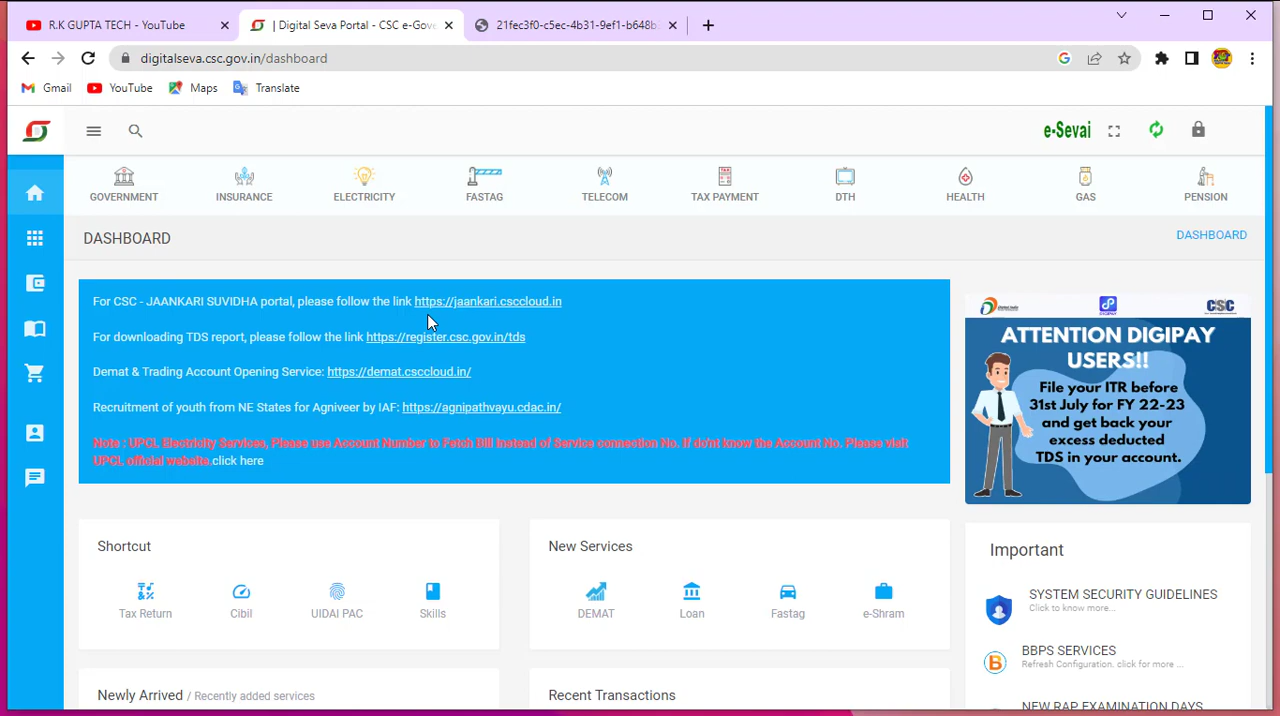 R.K GUPTA TECH - YouTube
| Digital Seva Portal - CSC e-Gov
21fec3f0-c5ec-4b31-9ef1-b648b
digitalseva.csc.gov.in/dashboard
Gmail YouTube Maps Translate
e-Sevai
GOVERNMENT INSURANCE ELECTRICITY FASTAG TELECOM TAX PAYMENT DTH HEALTH GAS PENSION
DASHBOARD
DASHBOARD
For CSC - JAANKARI SUVIDHA portal, please follow the link https://jaankari.csccloud.in
For downloading TDS report, please follow the link https://register.csc.gov.in/tds
Demat & Trading Account Opening Service: https://demat.csccloud.in/
Recruitment of youth from NE States for Agniveer by IAF: https://agnipathvayu.cdac.in/
Note : UPCL Electricity Services, Please use Account Number to Fetch Bill instead of Service connection No. If do'nt know the Account No. Please visit
UPCL official website.click here
CSC
ATTENTION DIGIPAY
USERS!!
File your ITR before
31st July for FY 22-23
and get back your
excess deducted
TDS in your account.
Shortcut
Tax Return Cibil UIDAI PAC Skills
New Services
DEMAT Loan Fastag e-Shram
Important
SYSTEM SECURITY GUIDELINES
Click to know more...
BBPS SERVICES
Refresh Configuration. click for more ...
NEW RAP EXAMINATION DAYS
Newly Arrived / Recently added services
Recent Transactions